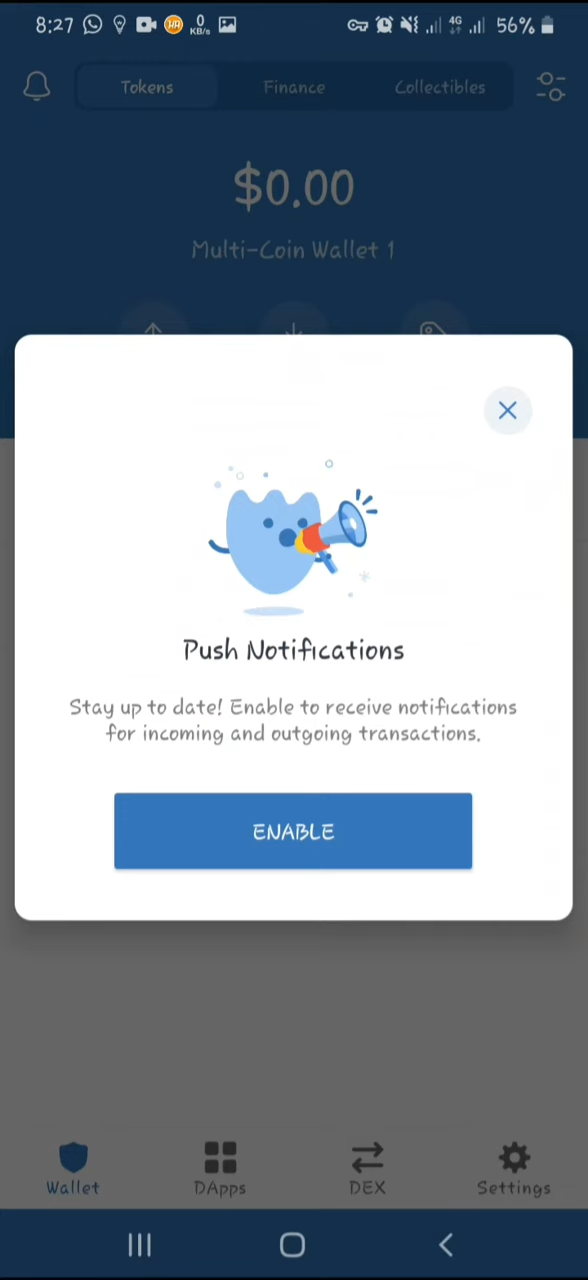 8:27 0 KB/s 4G 56%
Tokens Finance Collectibles
$0.00
Multi-Coin Wallet 1
Push Notifications
Stay up to date! Enable to receive notifications
for incoming and outgoing transactions.
ENABLE
Wallet DApps DEX Settings